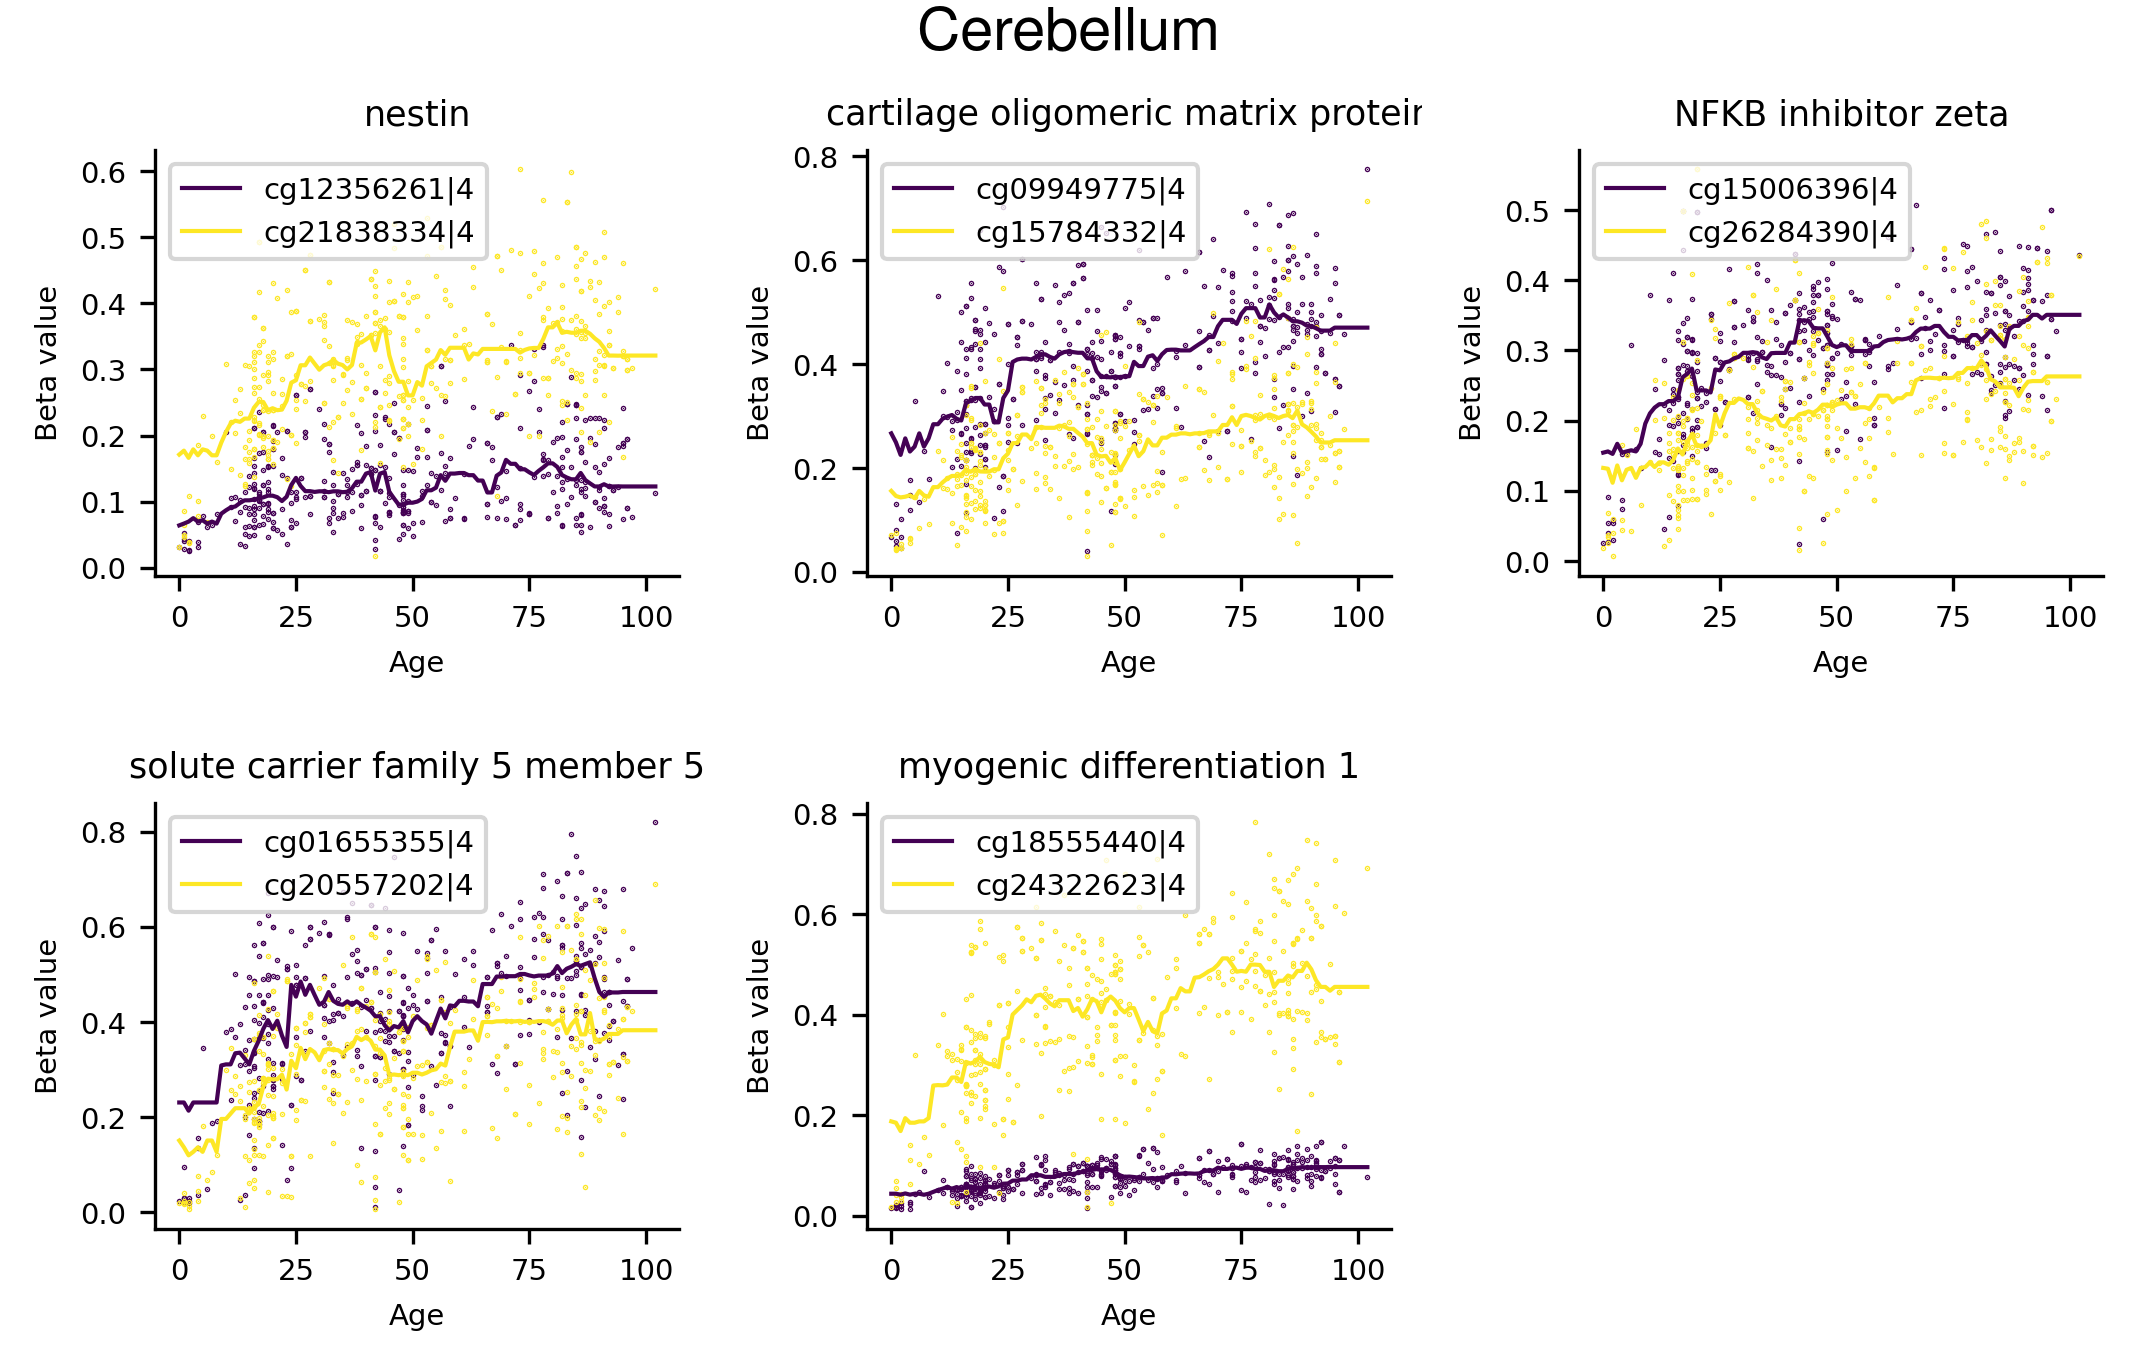 Cerebellum
nestin
cartilage oligomeric matrix protein
NFKB inhibitor zeta
cg12356261|4
cg21838334|4
cg09949775|4
cg15784332|4
cg15006396|4
cg26284390|4
Beta value
0.6
0.5
0.4
0.3
0.2
0.1
0.0
0 25 50 75 100
Age
Beta value
0.8
0.6
0.4
0.2
0.0
0 25 50 75 100
Age
Beta value
0.5
0.4
0.3
0.2
0.1
0.0
0 25 50 75 100
Age
solute carrier family 5 member 5
myogenic differentiation 1
cg01655355|4
cg20557202|4
cg18555440|4
cg24322623|4
Beta value
0.8
0.6
0.4
0.2
0.0
0 25 50 75 100
Age
Beta value
0.8
0.6
0.4
0.2
0.0
0 25 50 75 100
Age